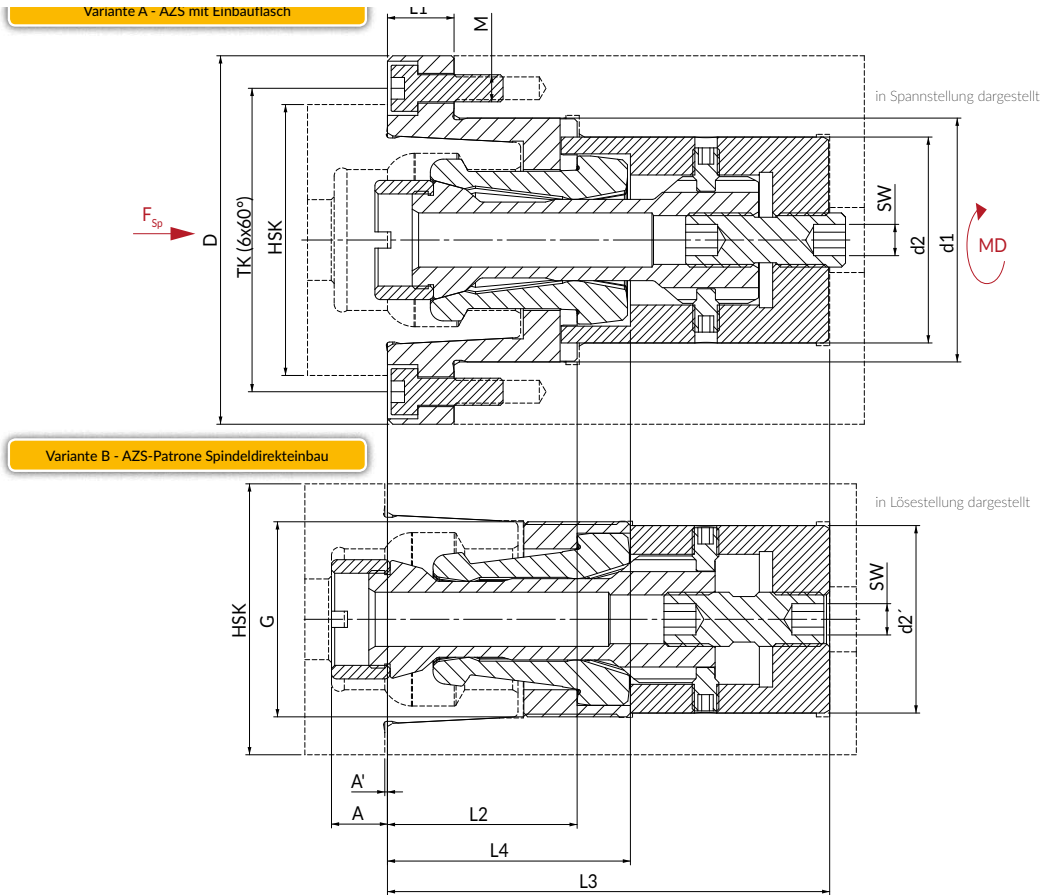 Variante A - AZS mit Einbauflasch
L1
M
in Spannstellung dargestellt
F Sp
D
TK (6x60°)
HSK
SW
d2
d1
MD
Variante B - AZS-Patrone Spindeldirekteinbau
in Lösestellung dargestellt
HSK
G
SW
d2´
A'
A
L2
L4
L3